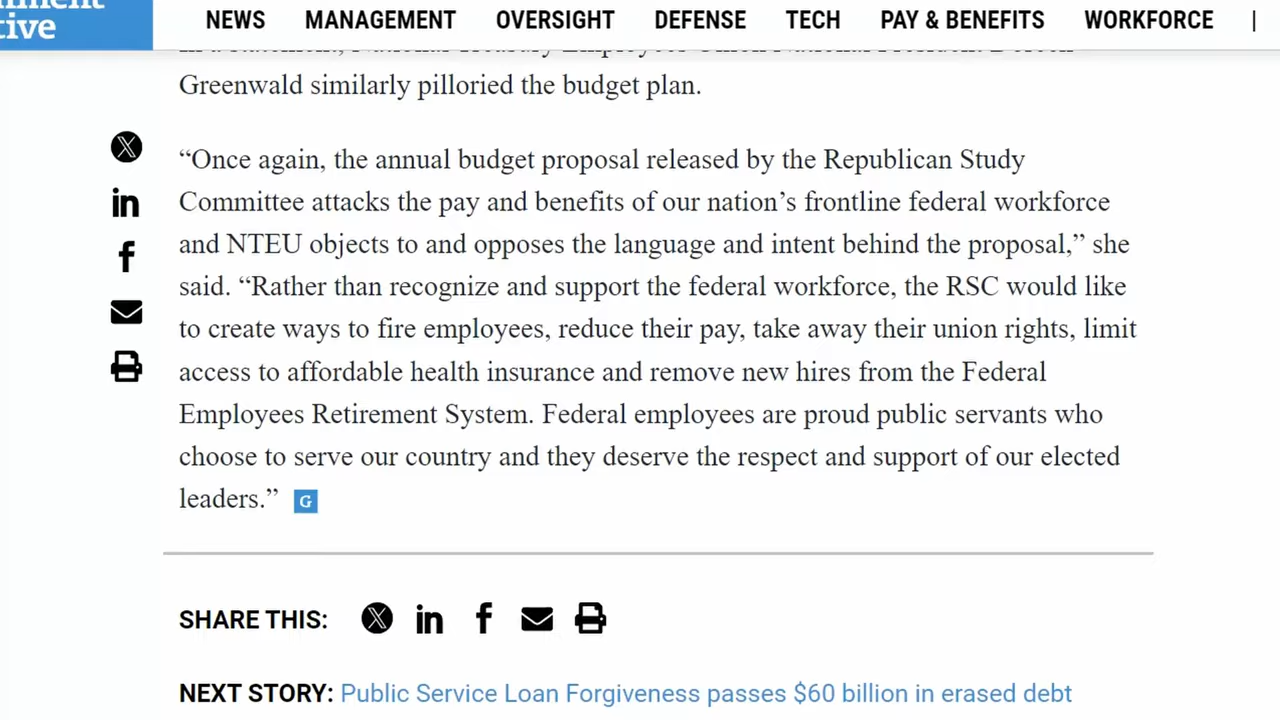 NEWS MANAGEMENT OVERSIGHT DEFENSE TECH PAY & BENEFITS WORKFORCE |
tive
Greenwald similarly pilloried the budget plan.
“Once again, the annual budget proposal released by the Republican Study
Committee attacks the pay and benefits of our nation’s frontline federal workforce
and NTEU objects to and opposes the language and intent behind the proposal,” she
said. “Rather than recognize and support the federal workforce, the RSC would like
to create ways to fire employees, reduce their pay, take away their union rights, limit
access to affordable health insurance and remove new hires from the Federal
Employees Retirement System. Federal employees are proud public servants who
choose to serve our country and they deserve the respect and support of our elected
leaders.” G
SHARE THIS:
NEXT STORY: Public Service Loan Forgiveness passes $60 billion in erased debt